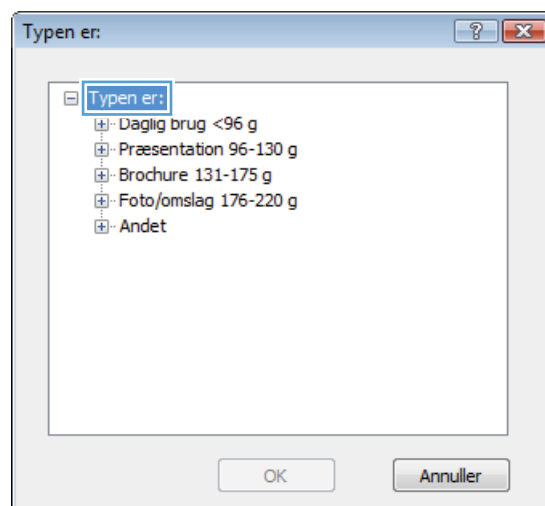 Typen er:
Typen er:
Daglig brug <96 g
Præsentation 96-130 g
Brochure 131-175 g
Foto/omslag 176-220 g
Andet
OK
Annuller